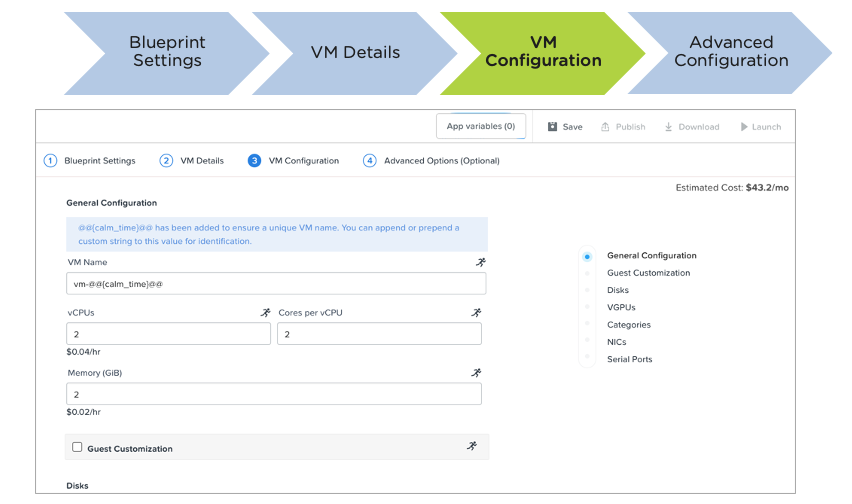 Blueprint
Settings
VM Details
VM
Configuration
Advanced
Configuration
App variables (0)
Save
Publish
Download
Launch
1 Blueprint Settings
2 VM Details
3 VM Configuration
4 Advanced Options (Optional)
Estimated Cost: $43.2/mo
General Configuration
@@{calm_time}@@ has been added to ensure a unique VM name. You can append or prepend a
custom string to this value for identification.
VM Name
vm-@@{calm_time}@@
vCPUs
2
$0.04/hr
Cores per vCPU
2
Memory (GiB)
2
$0.02/hr
Guest Customization
Disks
General Configuration
Guest Customization
Disks
VGPUs
Categories
NICs
Serial Ports